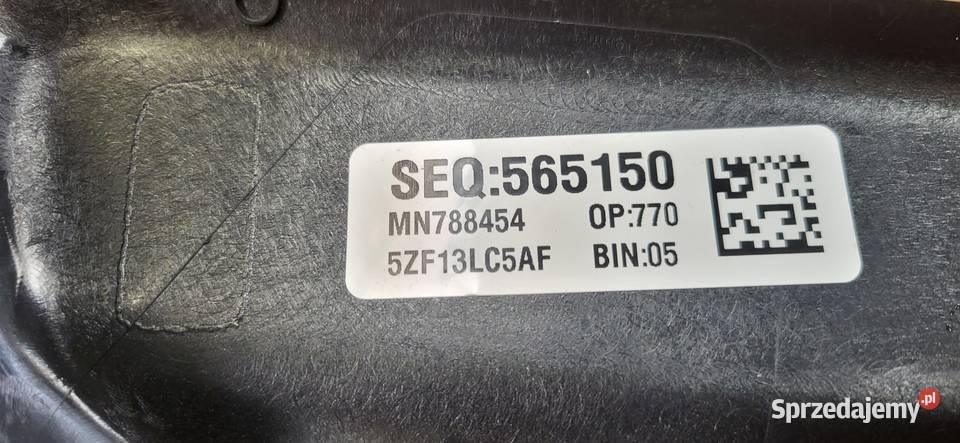 SEQ:565150
MN788454 OP:770
5ZF13LC5AF BIN:05
Sprzedajemy.pl